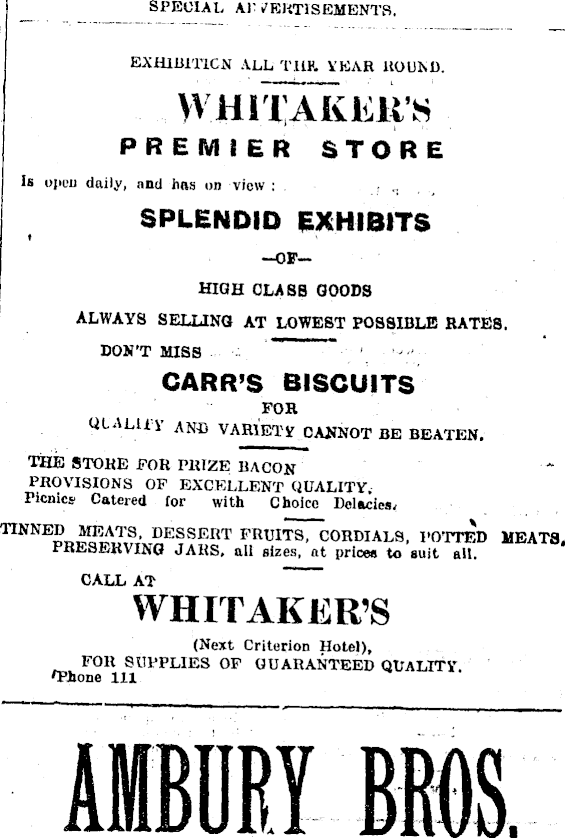 SPECIAL ADVERTISEMENTS.
EXHIBITION ALL THE YEAR ROUND.
WHITAKER'S
PREMIER STORE
Is open daily, and has on view :
SPLENDID EXHIBITS
—OF—
HIGH CLASS GOODS
ALWAYS SELLING AT LOWEST POSSIBLE RATES.
DON'T MISS
CARR'S BISCUITS
FOR
QUALITY AND VARIETY CANNOT BE BEATEN.
THE STORE FOR PRIZE BACON
PROVISIONS OF EXCELLENT QUALITY.
Picnics Catered for with Choice Delacies.
TINNED MEATS, DESSERT FRUITS, CORDIALS, POTTED MEATS,
PRESERVING JARS, all sizes, at prices to suit all.
CALL AT
WHITAKER'S
(Next Criterion Hotel),
FOR SUPPLIES OF GUARANTEED QUALITY.
'Phone 111
AMBURY BROS.